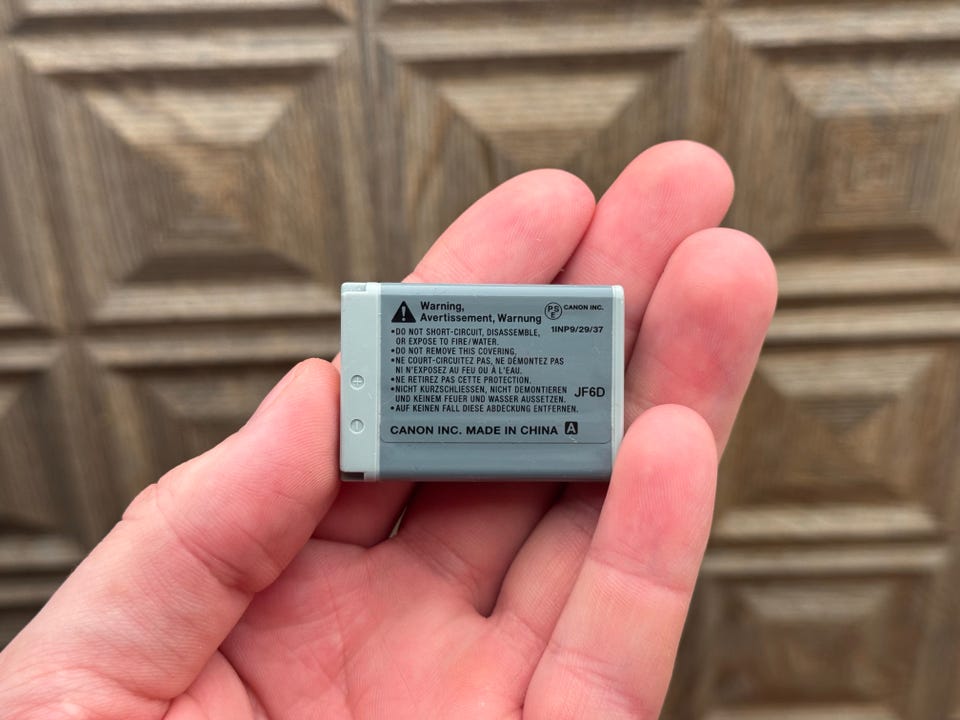 Warning,
Avertissement, Warnung
PS
E
CANON INC.
1INP9/29/37
•DO NOT SHORT-CIRCUIT, DISASSEMBLE,
OR EXPOSE TO FIRE/WATER.
•DO NOT REMOVE THIS COVERING.
•NE COURT-CIRCUITEZ PAS, NE DÉMONTEZ PAS
NI N'EXPOSEZ AU FEU OU À L'EAU.
•NE RETIREZ PAS CETTE PROTECTION.
•NICHT KURZSCHLIESSEN, NICHT DEMONTIEREN
UND KEINEM FEUER UND WASSER AUSSETZEN.
•AUF KEINEN FALL DIESE ABDECKUNG ENTFERNEN.
JF6D
CANON INC. MADE IN CHINA A
+
−